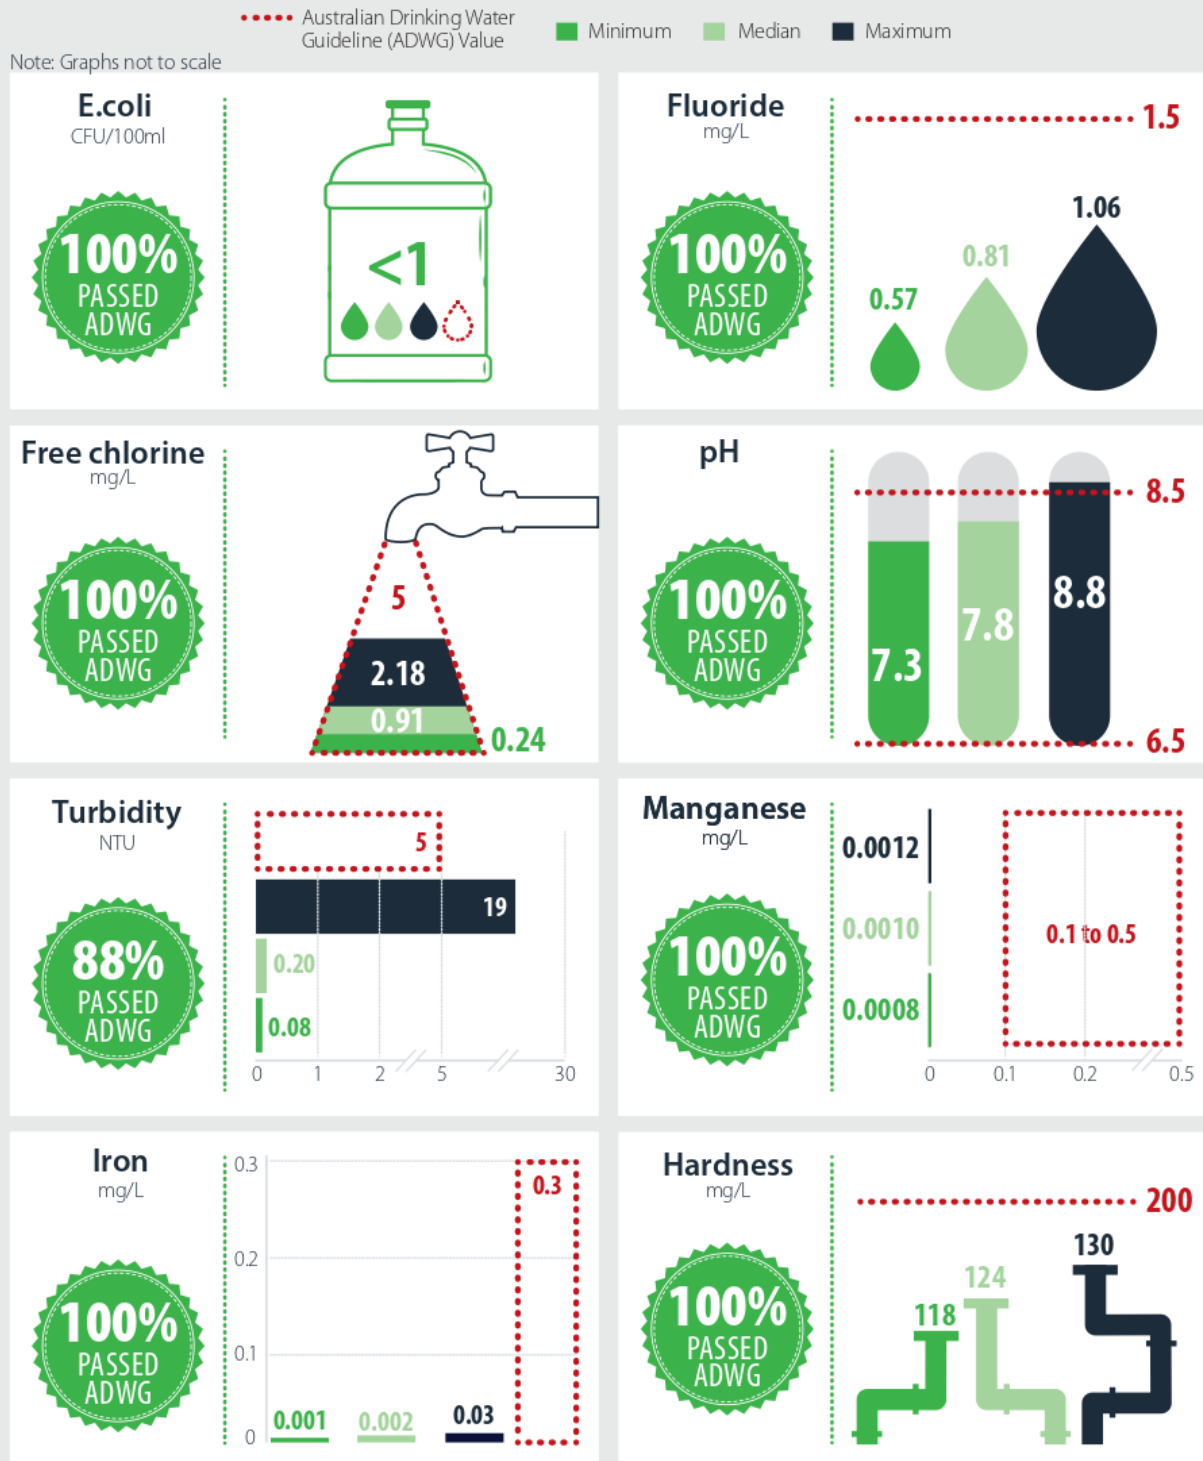 Australian Drinking Water
Guideline (ADWG) Value
Minimum
Median
Maximum
Note: Graphs not to scale
E.coli
CFU/100ml
100%
PASSED
ADWG
<1
Fluoride
mg/L
100%
PASSED
ADWG
1.5
1.06
0.81
0.57
Free chlorine
mg/L
100%
PASSED
ADWG
5
2.18
0.91
0.24
pH
100%
PASSED
ADWG
8.5
8.8
7.8
7.3
6.5
Turbidity
NTU
88%
PASSED
ADWG
5
19
0.20
0.08
0 1 2 5 30
Manganese
mg/L
100%
PASSED
ADWG
0.0012
0.0010
0.1 to 0.5
0.0008
0 0.1 0.2 0.5
Iron
mg/L
100%
PASSED
ADWG
0.3
0.3
0.2
0.1
0.001 0.002 0.03
0
Hardness
mg/L
100%
PASSED
ADWG
200
130
124
118